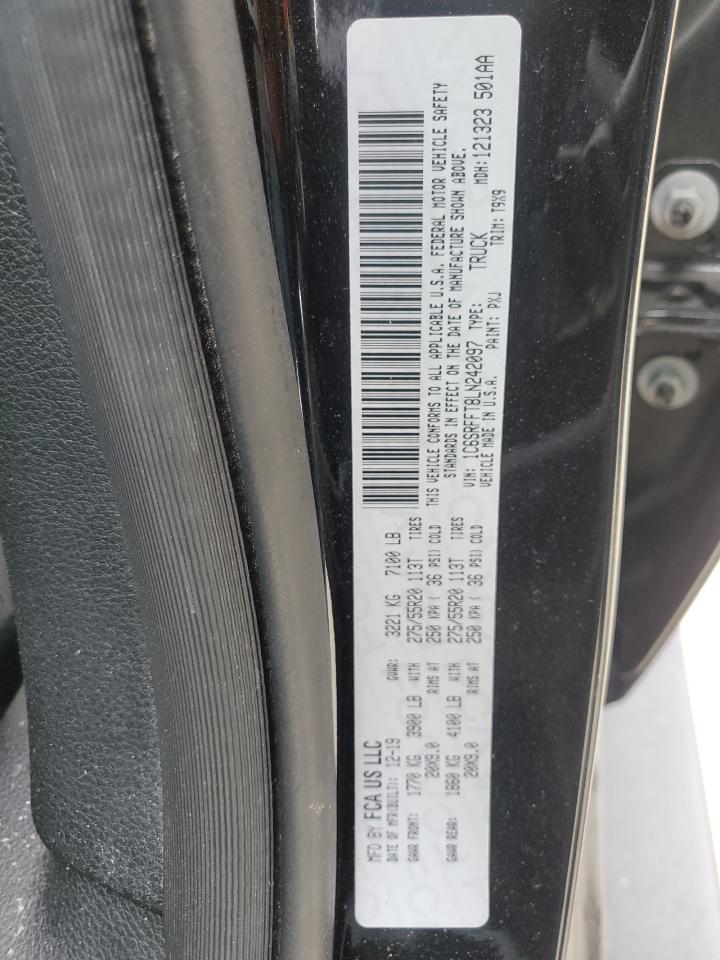 MFD BY FCA US LLC
DATE OF MFR(BUILT): 12-19 GVWR: 3221 KG 7100 LB
GAWR FRONT: 1770 KG 3900 LB WITH 275/55R20 113T TIRES
20X9.0 RIMS AT 250 KPA ( 36 PSI) COLD
GAWR REAR: 1860 KG 4100 LB WITH 275/55R20 113T TIRES
20X9.0 RIMS AT 250 KPA ( 36 PSI) COLD
THIS VEHICLE CONFORMS TO ALL APPLICABLE U.S.A. FEDERAL MOTOR VEHICLE SAFETY
STANDARDS IN EFFECT ON THE DATE OF MANUFACTURE SHOWN ABOVE.
VIN: 1C6SRFFT8LN242097 TYPE: TRUCK MDH: 121323 501AA
VEHICLE MADE IN U.S.A. PAINT: PXJ TRIM: T9X9